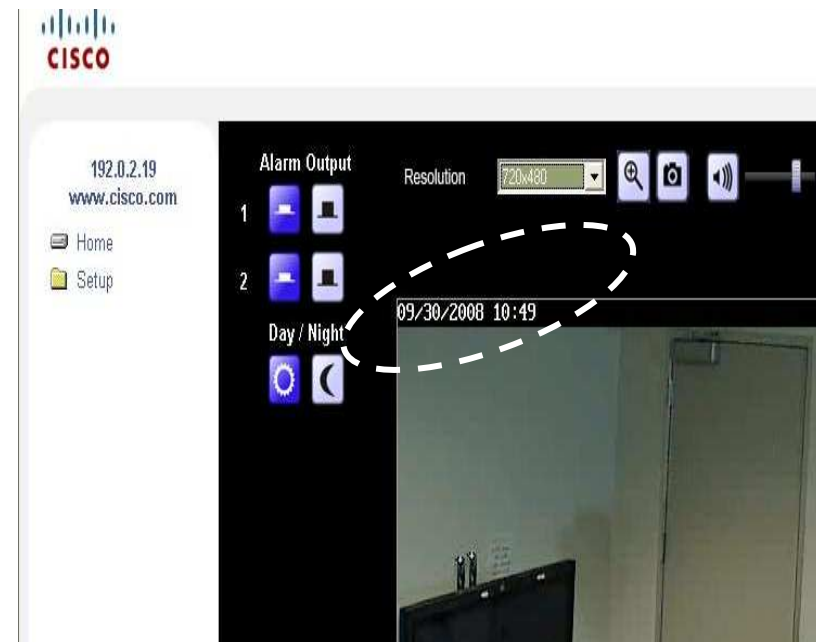 CISCO
192.0.2.19
www.cisco.com
Home
Setup
Alarm Output
1
2
Day / Night
Resolution 720x480
09/30/2008 10:49